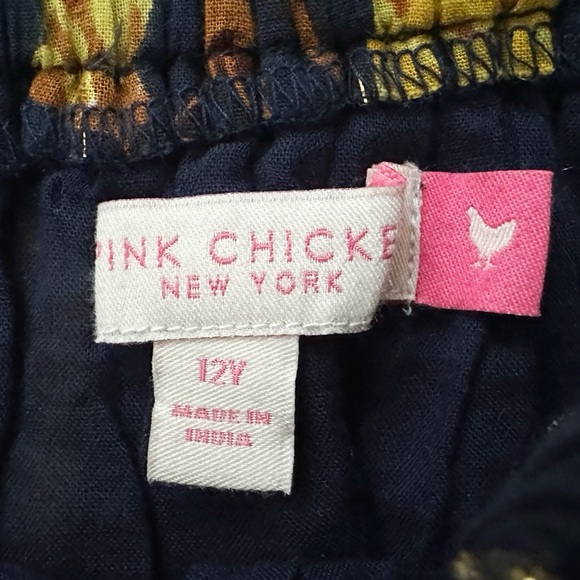 PINK CHICKE
NEW YORK
12Y
MADE IN
INDIA